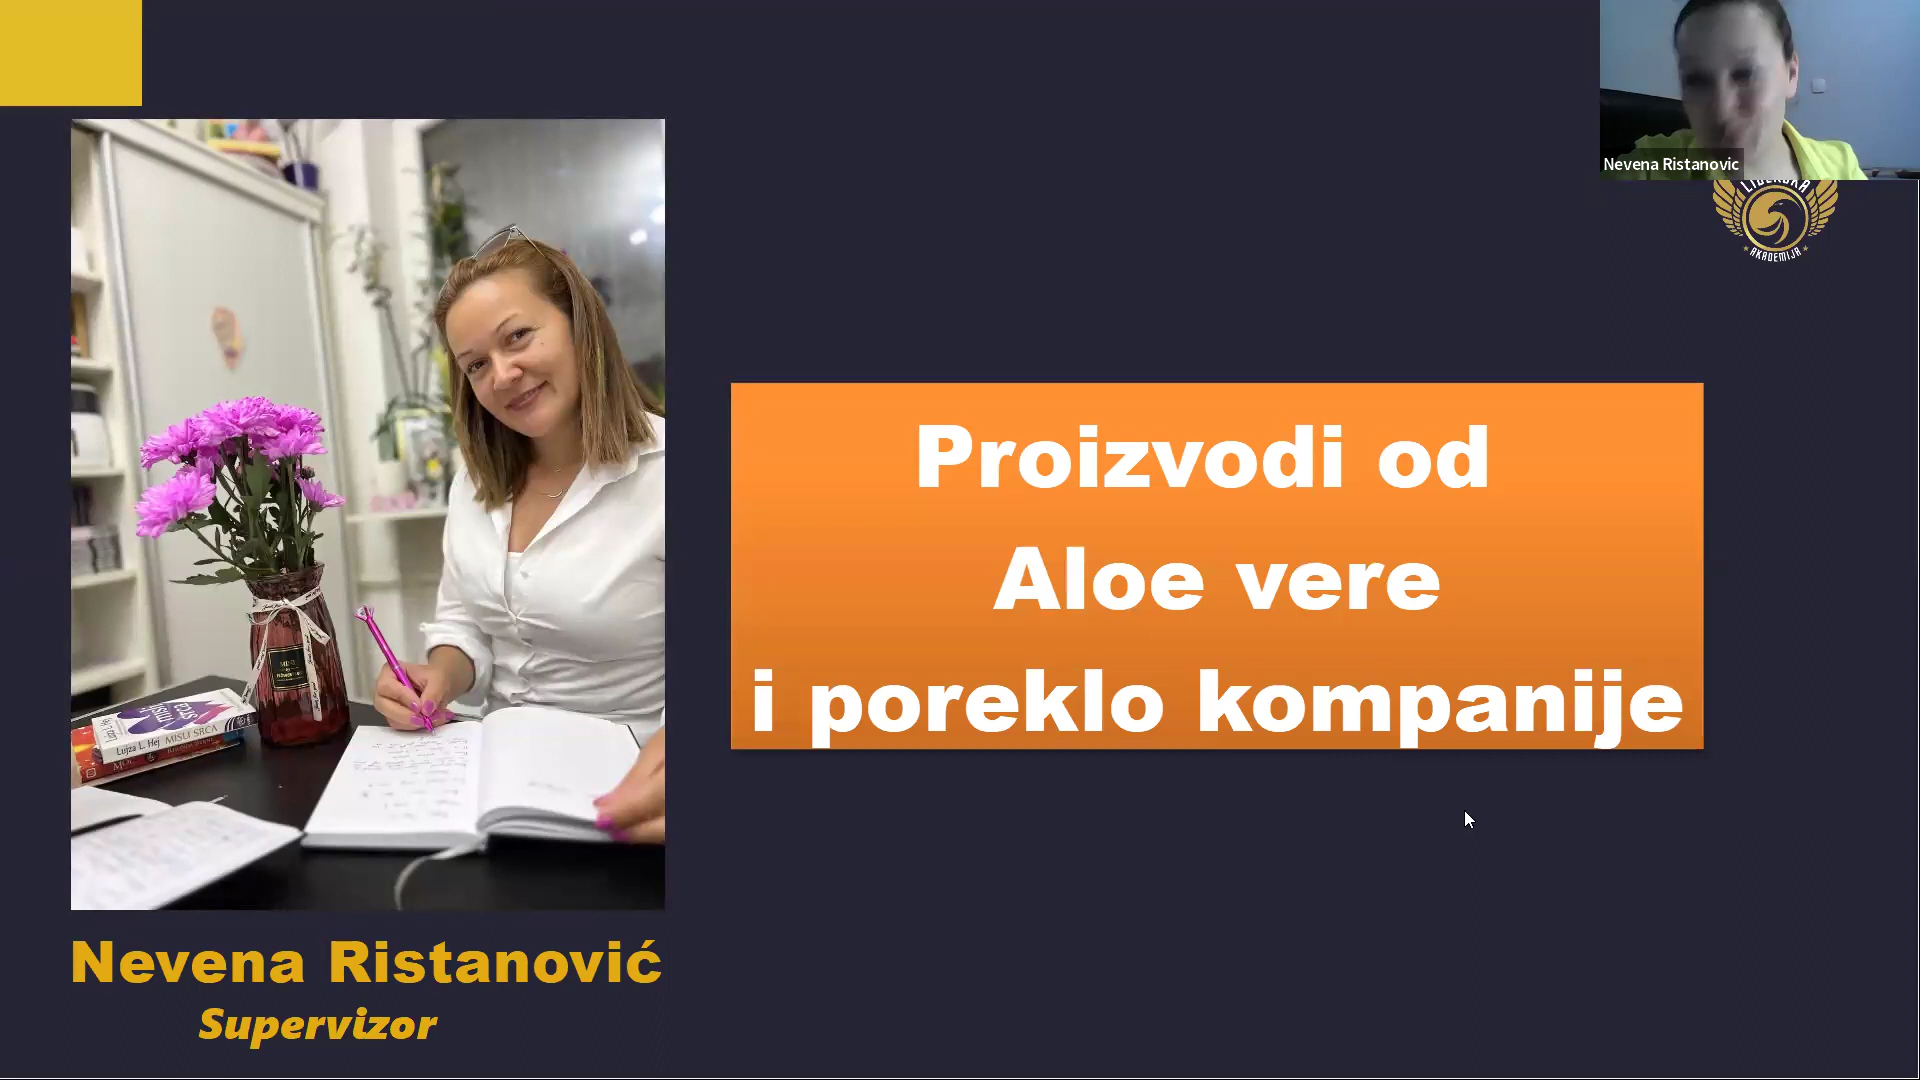 Nevena Ristanovic
AKADEMIJA
Proizvodi od
Aloe vere
i poreklo kompanije
Lujza L. Hej MISLI SRCA
Nevena Ristanović
Supervizor